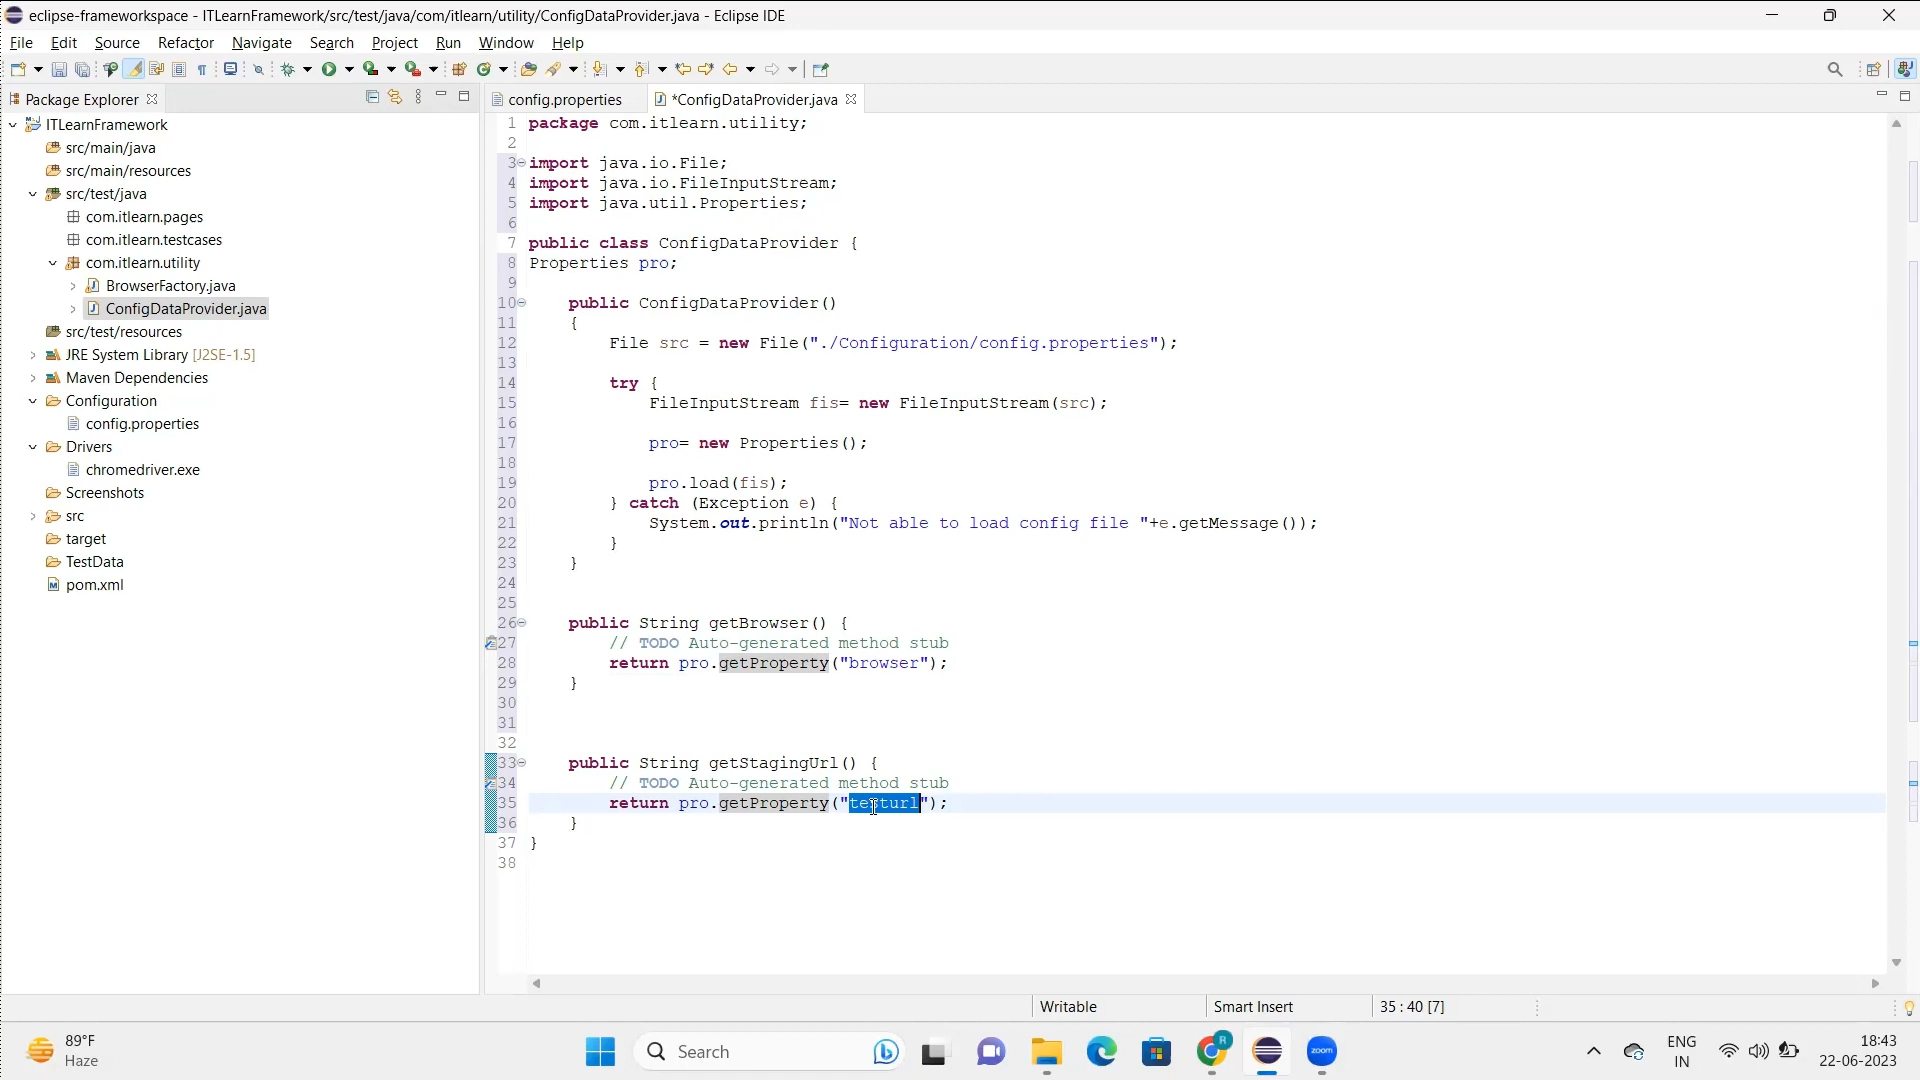 eclipse-frameworkspace - ITLearnFramework/src/test/java/com/itlearn/utility/ConfigDataProvider.java - Eclipse IDE
File Edit Source Refactor Navigate Search Project Run Window Help
Package Explorer
config.properties
*ConfigDataProvider.java
ITLearnFramework
src/main/java
src/main/resources
src/test/java
com.itlearn.pages
com.itlearn.testcases
com.itlearn.utility
BrowserFactory.java
ConfigDataProvider.java
src/test/resources
JRE System Library [J2SE-1.5]
Maven Dependencies
Configuration
config.properties
Drivers
chromedriver.exe
Screenshots
src
target
TestData
pom.xml
1 package com.itlearn.utility;
2
3 import java.io.File;
4 import java.io.FileInputStream;
5 import java.util.Properties;
6
7 public class ConfigDataProvider {
8 Properties pro;
9
10 public ConfigDataProvider()
11 {
12 File src = new File("./Configuration/config.properties");
13
14 try {
15 FileInputStream fis= new FileInputStream(src);
16
17 pro= new Properties();
18
19 pro.load(fis);
20 } catch (Exception e) {
21 System.out.println("Not able to load config file "+e.getMessage());
22 }
23 }
24
25
26 public String getBrowser() {
27 // TODO Auto-generated method stub
28 return pro.getProperty("browser");
29 }
30
31
32
33 public String getStagingUrl() {
34 // TODO Auto-generated method stub
35 return pro.getProperty("testurl");
36 }
37 }
38
Writable
Smart Insert
35 : 40 [7]
89°F
Haze
Search
zoom
R
ENG
IN
18:43
22-06-2023